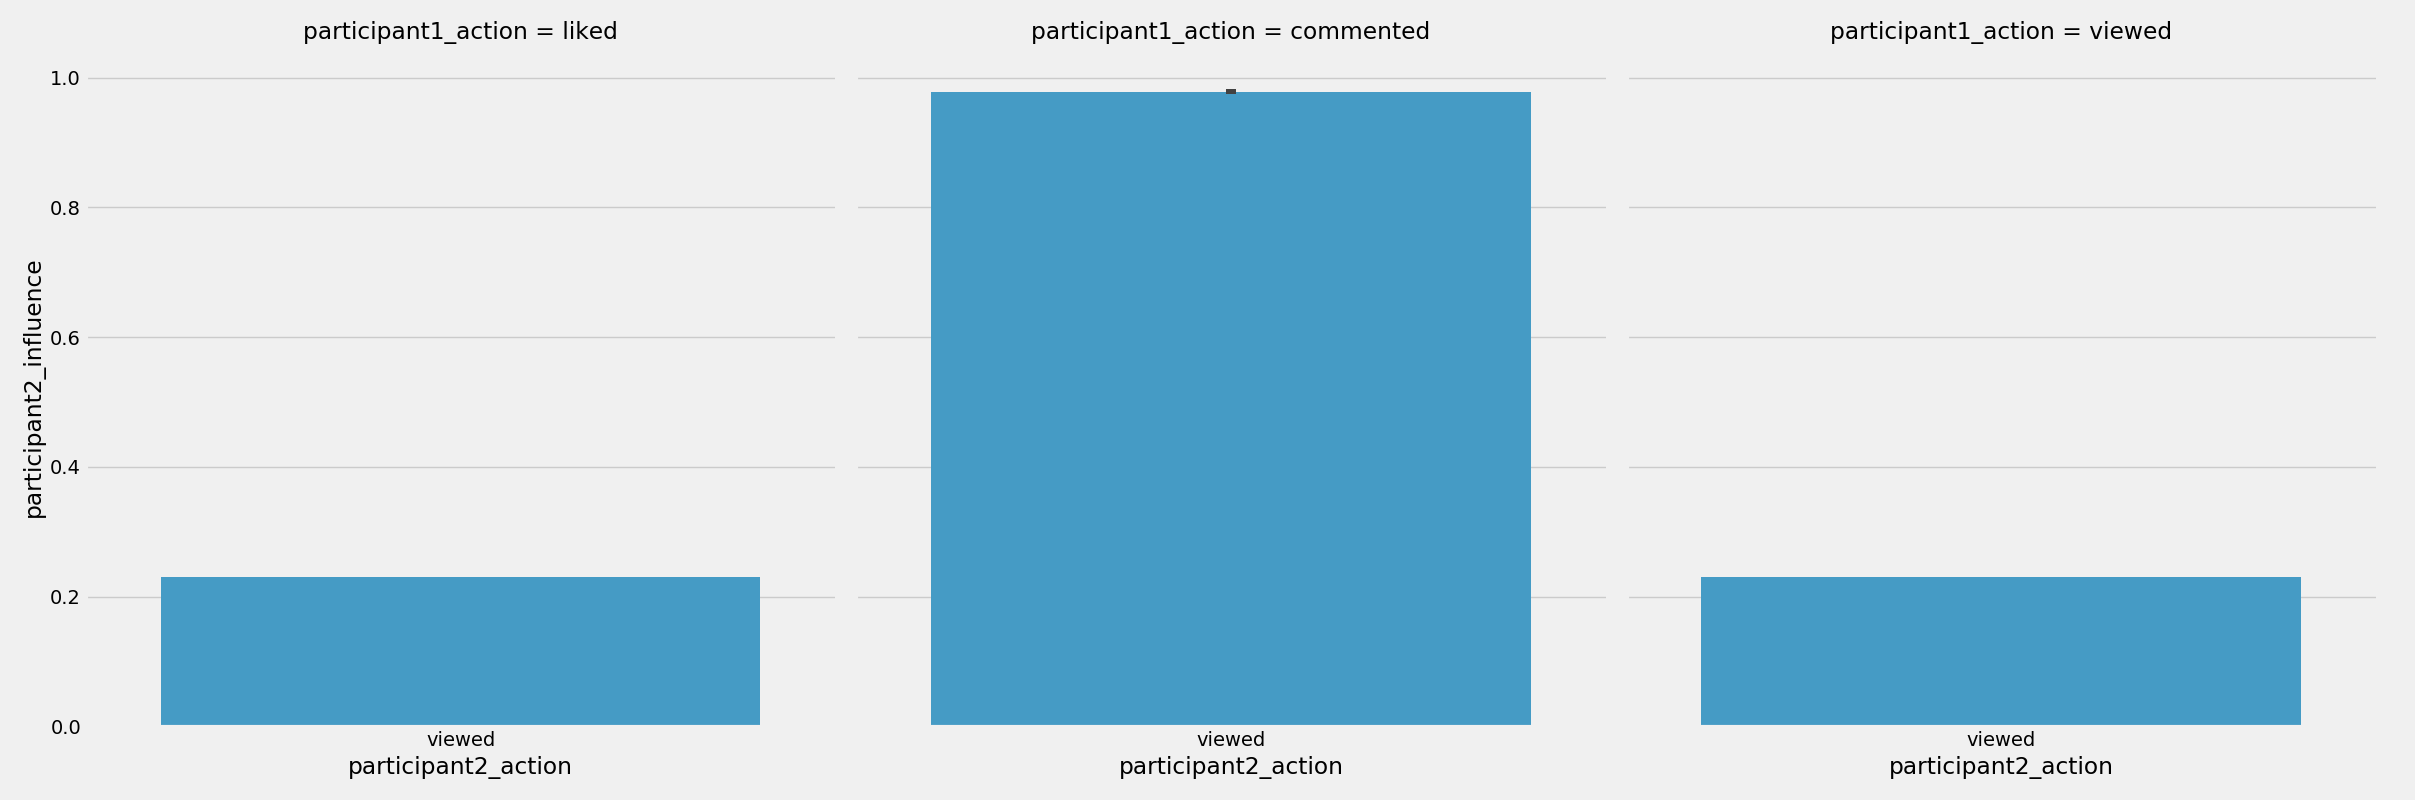 participant1_action = liked
participant1_action = commented
participant1_action = viewed
participant2_influence
1.0
0.8
0.6
0.4
0.2
0.0
viewed
viewed
viewed
participant2_action
participant2_action
participant2_action